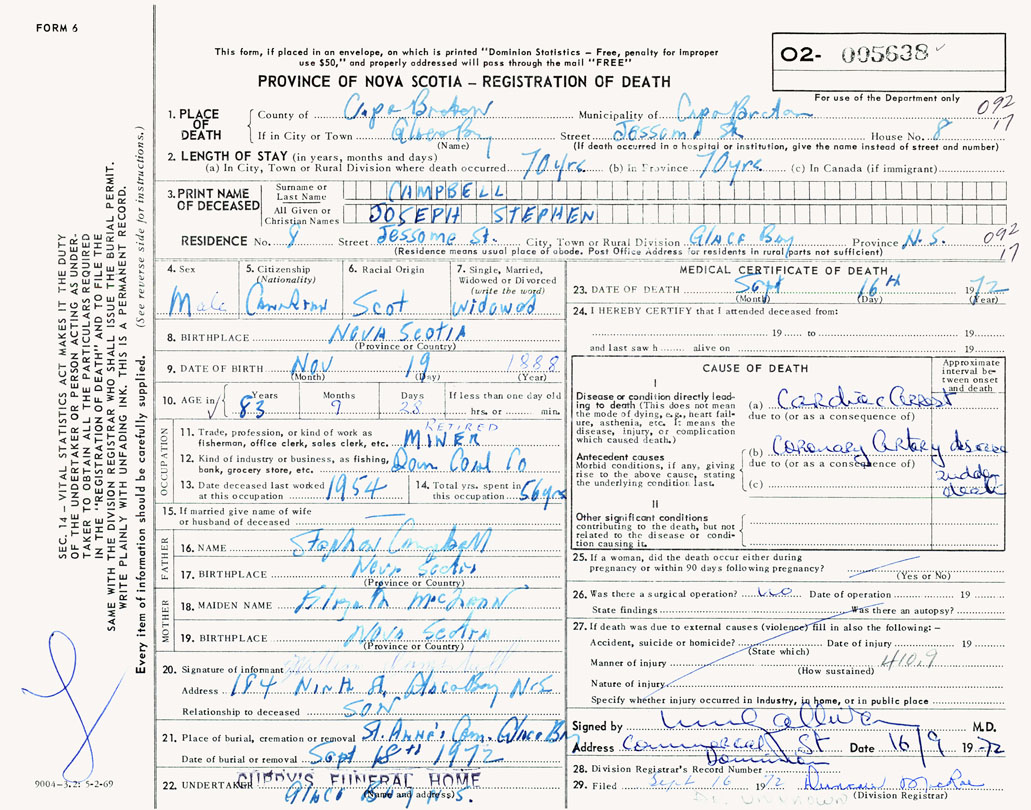 FORM 6
This form, if placed in an envelope, on which is printed "Dominion Statistics – Free, penalty for improper
use $50," and properly addressed will pass through the mail "FREE"
PROVINCE OF NOVA SCOTIA – REGISTRATION OF DEATH
O2- 005638
For use of the Department only
092
17
1. PLACE OF DEATH
County of Cape Breton Municipality of Cape Breton
If in City or Town Glace Bay Street Jessome St House No. 8
(Name) (If death occurred in a hospital or institution, give the name instead of street and number)
2. LENGTH OF STAY (in years, months and days)
(a) In City, Town or Rural Division where death occurred 70 yrs. (b) in Province 70 yrs. (c) In Canada (if immigrant)
3. PRINT NAME OF DECEASED
Surname or Last Name CAMPBELL
All Given or Christian Names JOSEPH STEPHEN
RESIDENCE No. 8 Street Jessome St. City, Town or Rural Division Glace Bay Province N.S.
(Residence means usual place of abode. Post Office Address for residents in rural parts not sufficient)
092
17
4. Sex
Male
5. Citizenship
(Nationality)
Canadian
6. Racial Origin
Scot
7. Single, Married,
Widowed or Divorced
(write the word)
Widowed
8. BIRTHPLACE NOVA SCOTIA
(Province or Country)
9. DATE OF BIRTH NOV 19 1888
(Month) (Day) (Year)
10. AGE in Years Months Days If less than one day old
83 9 28 hrs. or min.
OCCUPATION
11. Trade, profession, or kind of work as
fisherman, office clerk, sales clerk, etc. RETIRED MINER
12. Kind of industry or business, as fishing,
bank, grocery store, etc. Dom Coal Co
13. Date deceased last worked
at this occupation 1954
14. Total yrs. spent in
this occupation 56 yrs
15. If married give name of wife
or husband of deceased
FATHER
16. NAME Stephen Campbell
17. BIRTHPLACE Nova Scotia
(Province or Country)
MOTHER
18. MAIDEN NAME
19. BIRTHPLACE Nova Scotia
(Province or Country)
20. Signature of informant Campbell
Address 184 Ninth St, Glace Bay N.S.
Relationship to deceased SON
21. Place of burial, cremation or removal St. Anne's Cem. Glace Bay
Date of burial or removal Sept 18th 1972
22. UNDERTAKER CURRY'S FUNERAL HOME
(Name and address)
Glace Bay N.S.
MEDICAL CERTIFICATE OF DEATH
23. DATE OF DEATH Sept 16th 1972
(Month) (Day) (Year)
24. I HEREBY CERTIFY that I attended deceased from:
19 to 19
and last saw h alive on 19
CAUSE OF DEATH
Approximate
interval be-
tween onset
and death
I
Disease or condition directly lead-
ing to death (This does not mean
the mode of dying, e.g., heart fail-
ure, asthenia, etc. It means the
disease, injury, or complication
which caused death.)
(a) Cardiac Arrest
due to (or as a consequence of)
Antecedent causes
Morbid conditions, if any, giving
rise to the above cause, stating
the underlying condition last.
(b) Coronary Artery disease
due to (or as a consequence of)
(c)
sudden
death
II
Other significant conditions
contributing to the death, but not
related to the disease or condi-
tion causing it.
25. If a woman, did the death occur either during
pregnancy or within 90 days following pregnancy?
(Yes or No)
26. Was there a surgical operation? no Date of operation 19
State findings Was there an autopsy?
27. If death was due to external causes (violence) fill in also the following: –
Accident, suicide or homicide? Date of injury 19
(State which)
Manner of injury 410.9
(How sustained)
Nature of injury
Specify whether injury occurred in industry, in home, or in public place
Signed by M.D.
Address Commercial St Date 16/9 19-72
Dominion
28. Division Registrar's Record Number
29. Filed Sept 16 1972 Duncan McRae
(Division Registrar)
Dr. Unknown
SEC. 14 – VITAL STATISTICS ACT MAKES IT THE DUTY
OF THE UNDERTAKER OR PERSON ACTING AS UNDER-
TAKER TO OBTAIN ALL THE PARTICULARS REQUIRED
IN THE "REGISTRATION OF DEATH" AND TO FILE THE
SAME WITH THE DIVISION REGISTRAR WHO SHALL ISSUE THE BURIAL PERMIT.
WRITE PLAINLY WITH UNFADING INK. THIS IS A PERMANENT RECORD.
Every item of information should be carefully supplied. (See reverse side for instructions.)
9004-3.2: 5-2-69